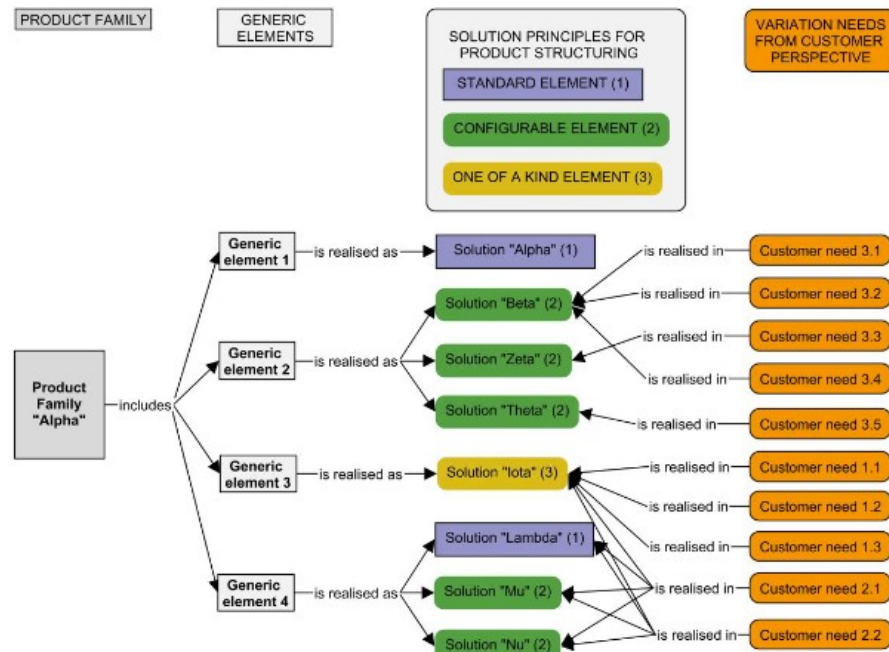 PRODUCT FAMILY
GENERIC
ELEMENTS
SOLUTION PRINCIPLES FOR
PRODUCT STRUCTURING
STANDARD ELEMENT (1)
CONFIGURABLE ELEMENT (2)
ONE OF A KIND ELEMENT (3)
VARIATION NEEDS
FROM CUSTOMER
PERSPECTIVE
Product
Family
"Alpha"
includes
Generic
element 1
is realised as
Solution "Alpha" (1)
Generic
element 2
is realised as
Solution "Beta" (2)
Solution "Zeta" (2)
Solution "Theta" (2)
Generic
element 3
is realised as
Solution "Iota" (3)
Generic
element 4
is realised as
Solution "Lambda" (1)
Solution "Mu" (2)
Solution "Nu" (2)
is realised in
Customer need 3.1
is realised in
Customer need 3.2
is realised in
Customer need 3.3
is realised in
Customer need 3.4
is realised in
Customer need 3.5
is realised in
Customer need 1.1
is realised in
Customer need 1.2
is realised in
Customer need 1.3
is realised in
Customer need 2.1
is realised in
Customer need 2.2